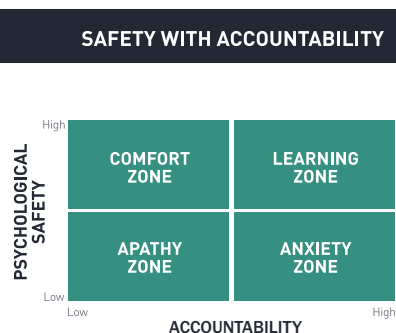 SAFETY WITH ACCOUNTABILITY
High
PSYCHOLOGICAL
SAFETY
COMFORT
ZONE
LEARNING
ZONE
APATHY
ZONE
ANXIETY
ZONE
Low
Low
High
ACCOUNTABILITY